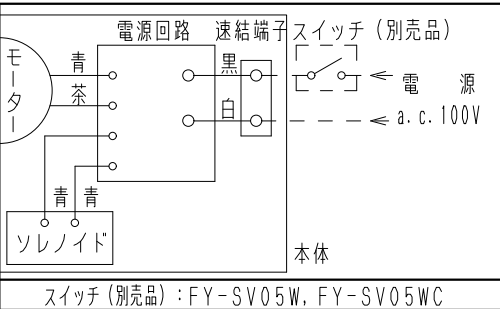 電源回路 速結端子 スイッチ(別売品)
モーター
青
茶
黒
白
電 源
a.c.100V
青 青
ソレノイド
本体
スイッチ(別売品):FY-SV05W,FY-SV05WC